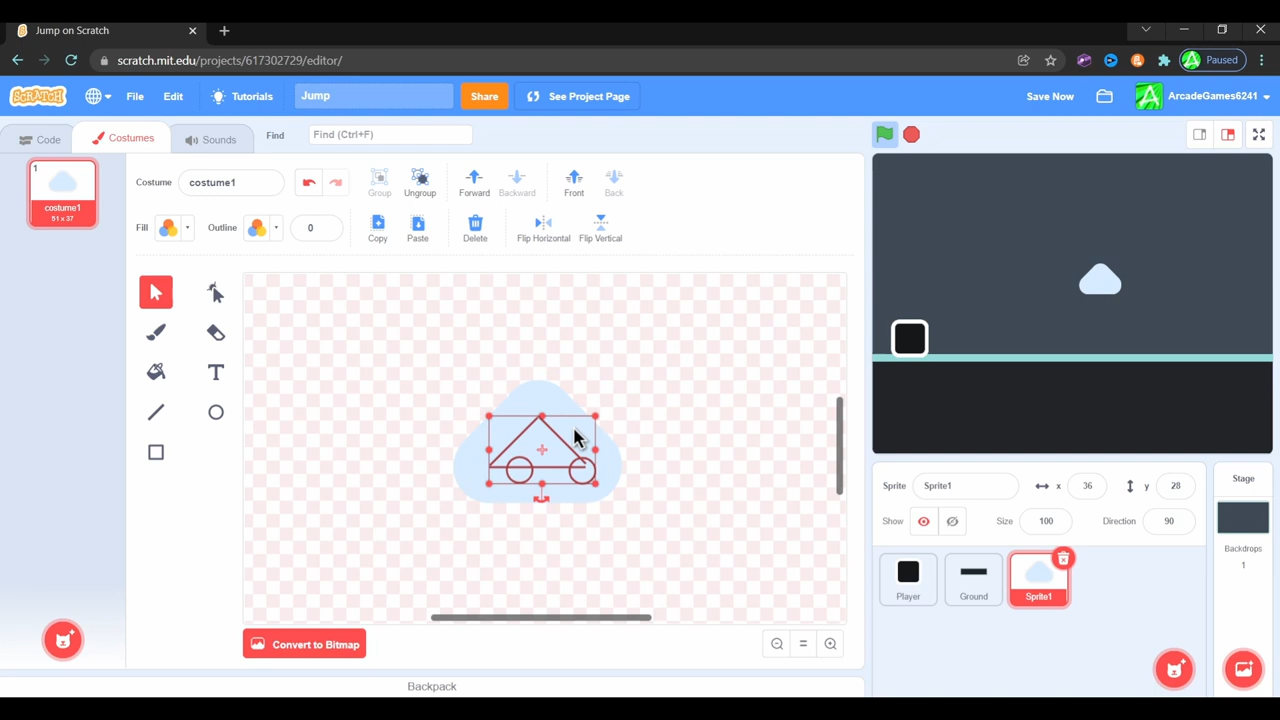 Jump on Scratch
scratch.mit.edu/projects/617302729/editor/
Paused
SCRATCH
File
Edit
Tutorials
Jump
Share
See Project Page
Save Now
ArcadeGames6241
Code
Costumes
Sounds
Find
Find (Ctrl+F)
1
costume1
51 x 37
Costume
costume1
Group
Ungroup
Forward
Backward
Front
Back
Fill
Outline
0
Copy
Paste
Delete
Flip Horizontal
Flip Vertical
T
Convert to Bitmap
Backpack
Sprite
Sprite1
x
36
y
28
Show
Size
100
Direction
90
Player
Ground
Sprite1
Stage
Backdrops
1